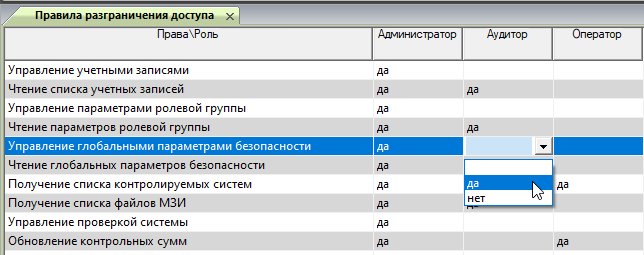 Правила разграничения доступа
Права\Роль Администратор Аудитор Оператор
Управление учетными записями да
Чтение списка учетных записей да да
Управление параметрами ролевой группы да
Чтение параметров ролевой группы да да
Управление глобальными параметрами безопасности да
Чтение глобальных параметров безопасности да
Получение списка контролируемых систем да да да
Получение списка файлов МЗИ да нет
Управление проверкой системы да
Обновление контрольных сумм да да